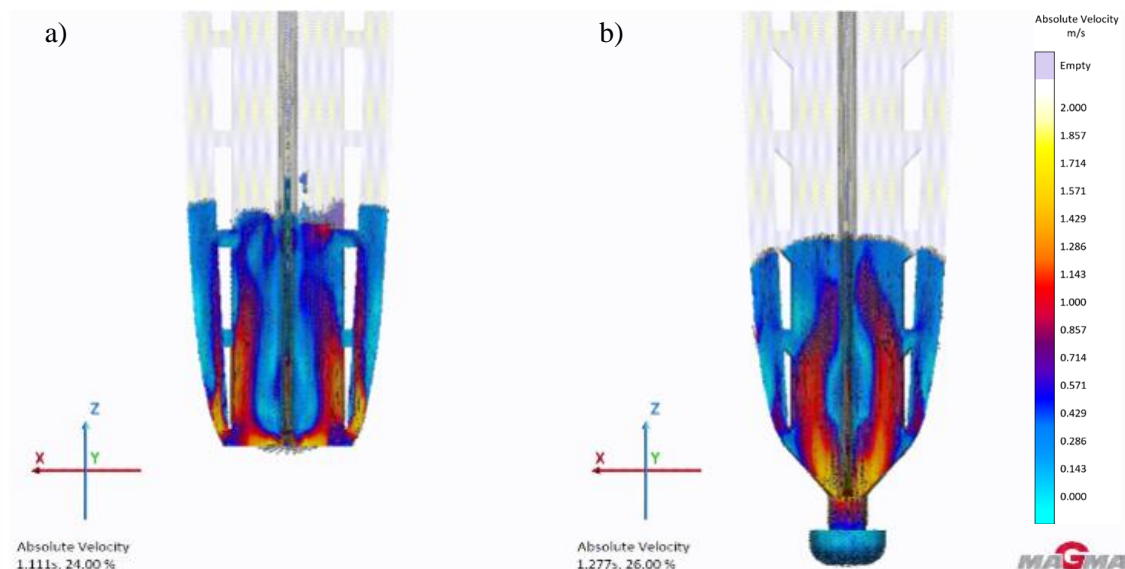 a)
b)
Absolute Velocity
m/s
Empty
2.000
1.857
1.714
1.571
1.429
1.286
1.143
1.000
0.857
0.714
0.571
0.429
0.286
0.143
0.000
Z
X
Y
Absolute Velocity
1.111s, 24.00 %
Z
X
Y
Absolute Velocity
1.277s, 26.00 %
MAGMA